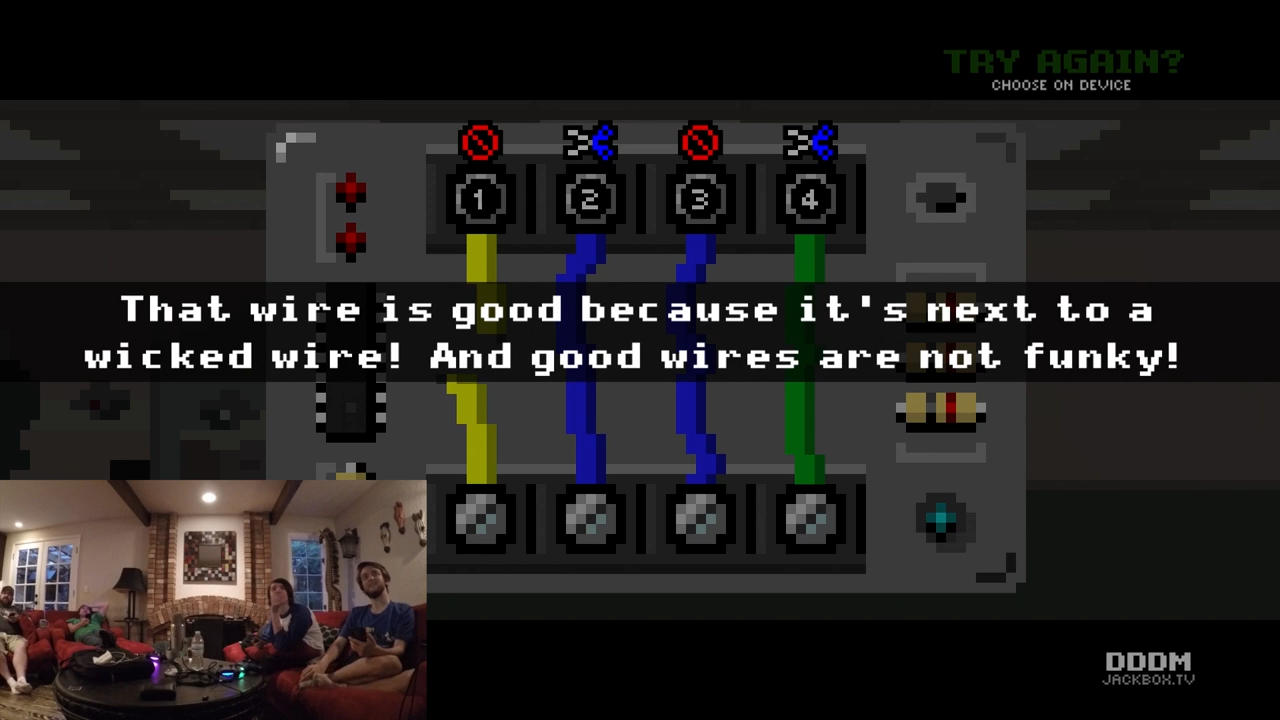 TRY AGAIN?
CHOOSE ON DEVICE
1 2 3 4
That wire is good because it's next to a
wicked wire! And good wires are not funky!
DDDM
JACKBOX.TV